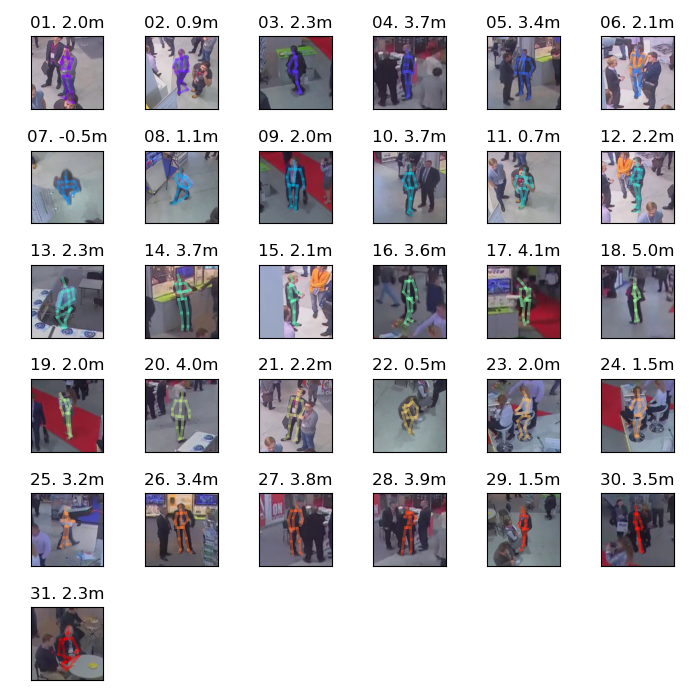 01. 2.0m
02. 0.9m
03. 2.3m
04. 3.7m
05. 3.4m
06. 2.1m
07. -0.5m
08. 1.1m
09. 2.0m
10. 3.7m
11. 0.7m
12. 2.2m
13. 2.3m
14. 3.7m
15. 2.1m
16. 3.6m
17. 4.1m
18. 5.0m
19. 2.0m
20. 4.0m
21. 2.2m
22. 0.5m
23. 2.0m
24. 1.5m
25. 3.2m
26. 3.4m
27. 3.8m
ON
28. 3.9m
29. 1.5m
30. 3.5m
31. 2.3m